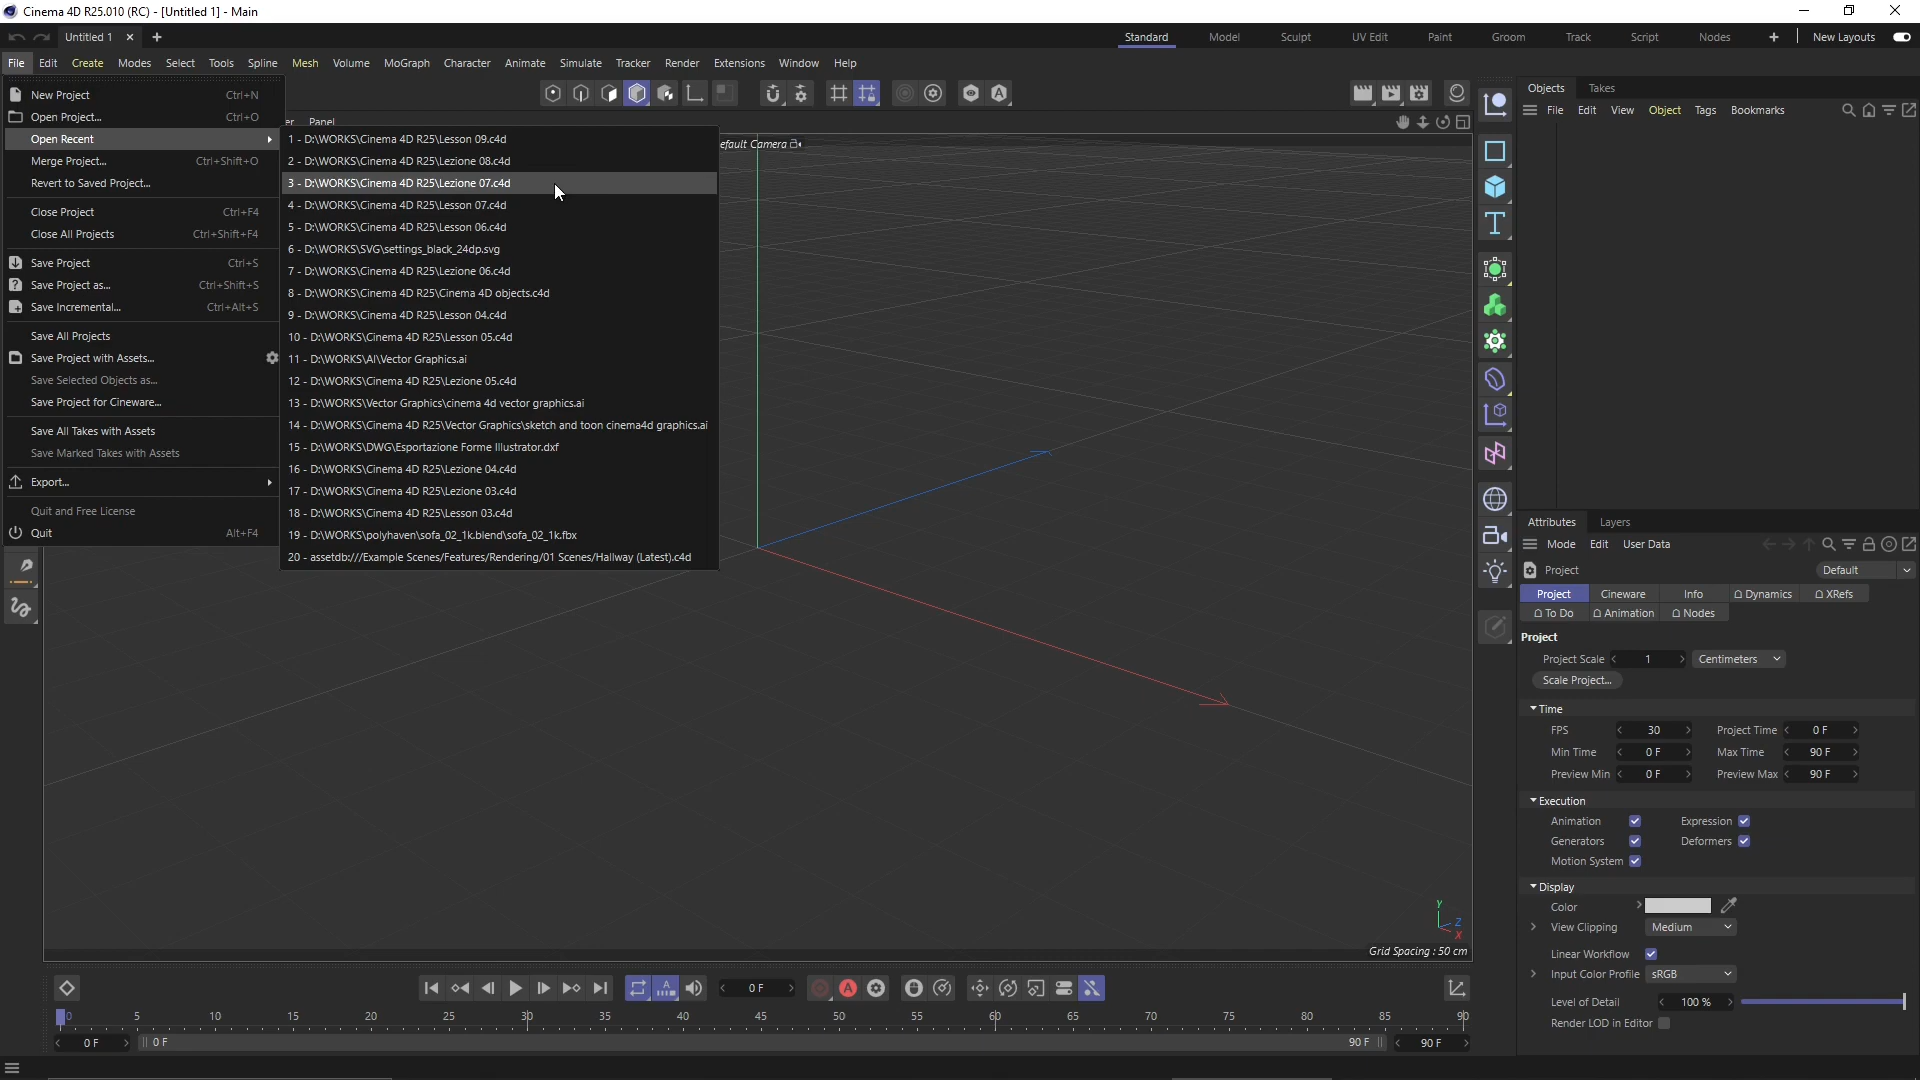 Cinema 4D R25.010 (RC) - [Untitled 1] - Main
Untitled 1
Standard Model Sculpt UV Edit Paint Groom Track Script Nodes New Layouts
File Edit Create Modes Select Tools Spline Mesh Volume MoGraph Character Animate Simulate Tracker Render Extensions Window Help
New Project Ctrl+N
Open Project... Ctrl+O
Open Recent
Merge Project... Ctrl+Shift+O
Revert to Saved Project...
Close Project Ctrl+F4
Close All Projects Ctrl+Shift+F4
Save Project Ctrl+S
Save Project as... Ctrl+Shift+S
Save Incremental... Ctrl+Alt+S
Save All Projects
Save Project with Assets...
Save Selected Objects as...
Save Project for Cineware...
Save All Takes with Assets
Save Marked Takes with Assets
Export...
Quit and Free License
Quit Alt+F4
er Panel
efault Camera
1 - D:\WORKS\Cinema 4D R25\Lesson 09.c4d
2 - D:\WORKS\Cinema 4D R25\Lezione 08.c4d
3 - D:\WORKS\Cinema 4D R25\Lezione 07.c4d
4 - D:\WORKS\Cinema 4D R25\Lesson 07.c4d
5 - D:\WORKS\Cinema 4D R25\Lesson 06.c4d
6 - D:\WORKS\SVG\settings_black_24dp.svg
7 - D:\WORKS\Cinema 4D R25\Lezione 06.c4d
8 - D:\WORKS\Cinema 4D R25\Cinema 4D objects.c4d
9 - D:\WORKS\Cinema 4D R25\Lesson 04.c4d
10 - D:\WORKS\Cinema 4D R25\Lesson 05.c4d
11 - D:\WORKS\AI\Vector Graphics.ai
12 - D:\WORKS\Cinema 4D R25\Lezione 05.c4d
13 - D:\WORKS\Vector Graphics\cinema 4d vector graphics.ai
14 - D:\WORKS\Cinema 4D R25\Vector Graphics\sketch and toon cinema4d graphics.ai
15 - D:\WORKS\DWG\Esportazione Forme Illustrator.dxf
16 - D:\WORKS\Cinema 4D R25\Lezione 04.c4d
17 - D:\WORKS\Cinema 4D R25\Lezione 03.c4d
18 - D:\WORKS\Cinema 4D R25\Lesson 03.c4d
19 - D:\WORKS\polyhaven\sofa_02_1k.blend\sofa_02_1k.fbx
20 - assetdb:///Example Scenes/Features/Rendering/01 Scenes/Hallway (Latest).c4d
Y
Z
X
Grid Spacing : 50 cm
Objects Takes
File Edit View Object Tags Bookmarks
Attributes Layers
Mode Edit User Data
Project Default
Project Cineware Info Dynamics XRefs
To Do Animation Nodes
Project
Project Scale 1 Centimeters
Scale Project...
Time
FPS 30 Project Time 0 F
Min Time 0 F Max Time 90 F
Preview Min 0 F Preview Max 90 F
Execution
Animation Expression
Generators Deformers
Motion System
Display
Color
View Clipping Medium
Linear Workflow
Input Color Profile sRGB
Level of Detail 100 %
Render LOD in Editor
0 F
0 5 10 15 20 25 30 35 40 45 50 55 60 65 70 75 80 85 90
0 F 0 F 90 F 90 F